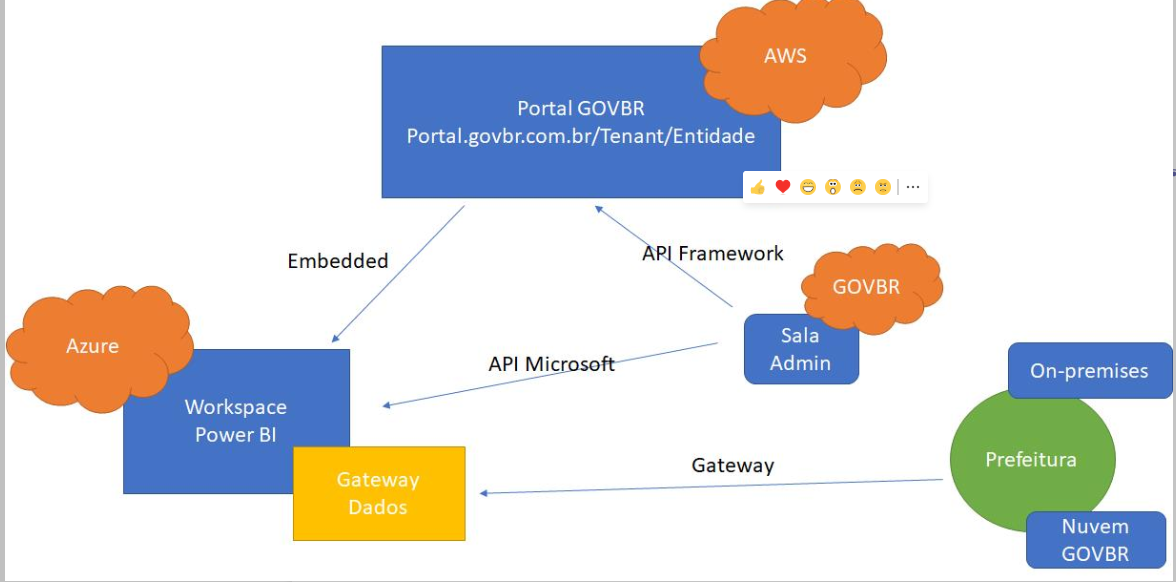 AWS
Portal GOVBR
Portal.govbr.com.br/Tenant/Entidade
Embedded
API Framework
GOVBR
Azure
Sala
Admin
API Microsoft
On-premises
Workspace
Power BI
Prefeitura
Gateway
Gateway
Dados
Nuvem
GOVBR